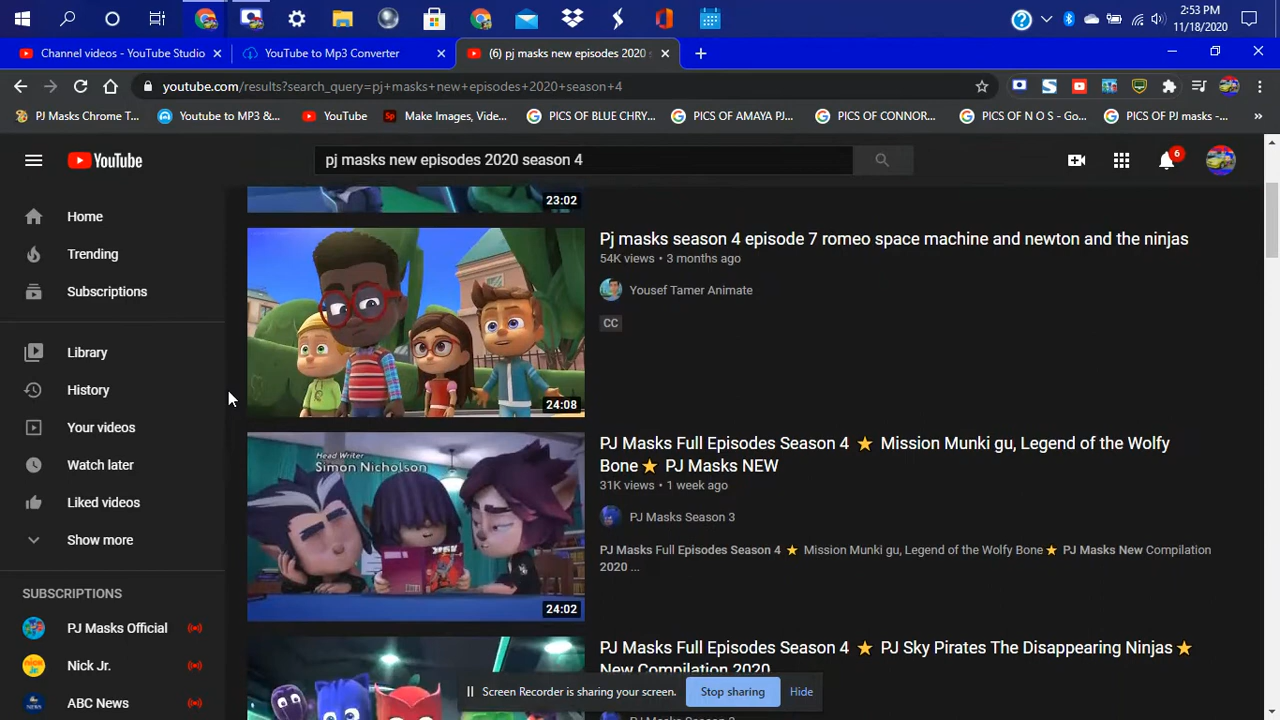 2:53 PM
11/18/2020
Channel videos - YouTube Studio
YouTube to Mp3 Converter
(6) pj masks new episodes 2020
youtube.com/results?search_query=pj+masks+new+episodes+2020+season+4
PJ Masks Chrome T...
Youtube to MP3 &...
YouTube
Make Images, Vide...
PICS OF BLUE CHRY...
PICS OF AMAYA PJ...
PICS OF CONNOR...
PICS OF N O S - Go...
PICS OF PJ masks -...
YouTube
pj masks new episodes 2020 season 4
6
Home
Trending
Subscriptions
Library
History
Your videos
Watch later
Liked videos
Show more
SUBSCRIPTIONS
PJ Masks Official
Nick Jr.
ABC News
23:02
Pj masks season 4 episode 7 romeo space machine and newton and the ninjas
54K views • 3 months ago
Yousef Tamer Animate
CC
24:08
PJ Masks Full Episodes Season 4 ⭐ Mission Munki gu, Legend of the Wolfy
Bone⭐ PJ Masks NEW
31K views • 1 week ago
PJ Masks Season 3
PJ Masks Full Episodes Season 4 ⭐ Mission Munki gu, Legend of the Wolfy Bone⭐ PJ Masks New Compilation
2020 ...
Head Writer
Simon Nicholson
24:02
PJ Masks Full Episodes Season 4 ⭐ PJ Sky Pirates The Disappearing Ninjas⭐
New Compilation 2020
Screen Recorder is sharing your screen.
Stop sharing
Hide